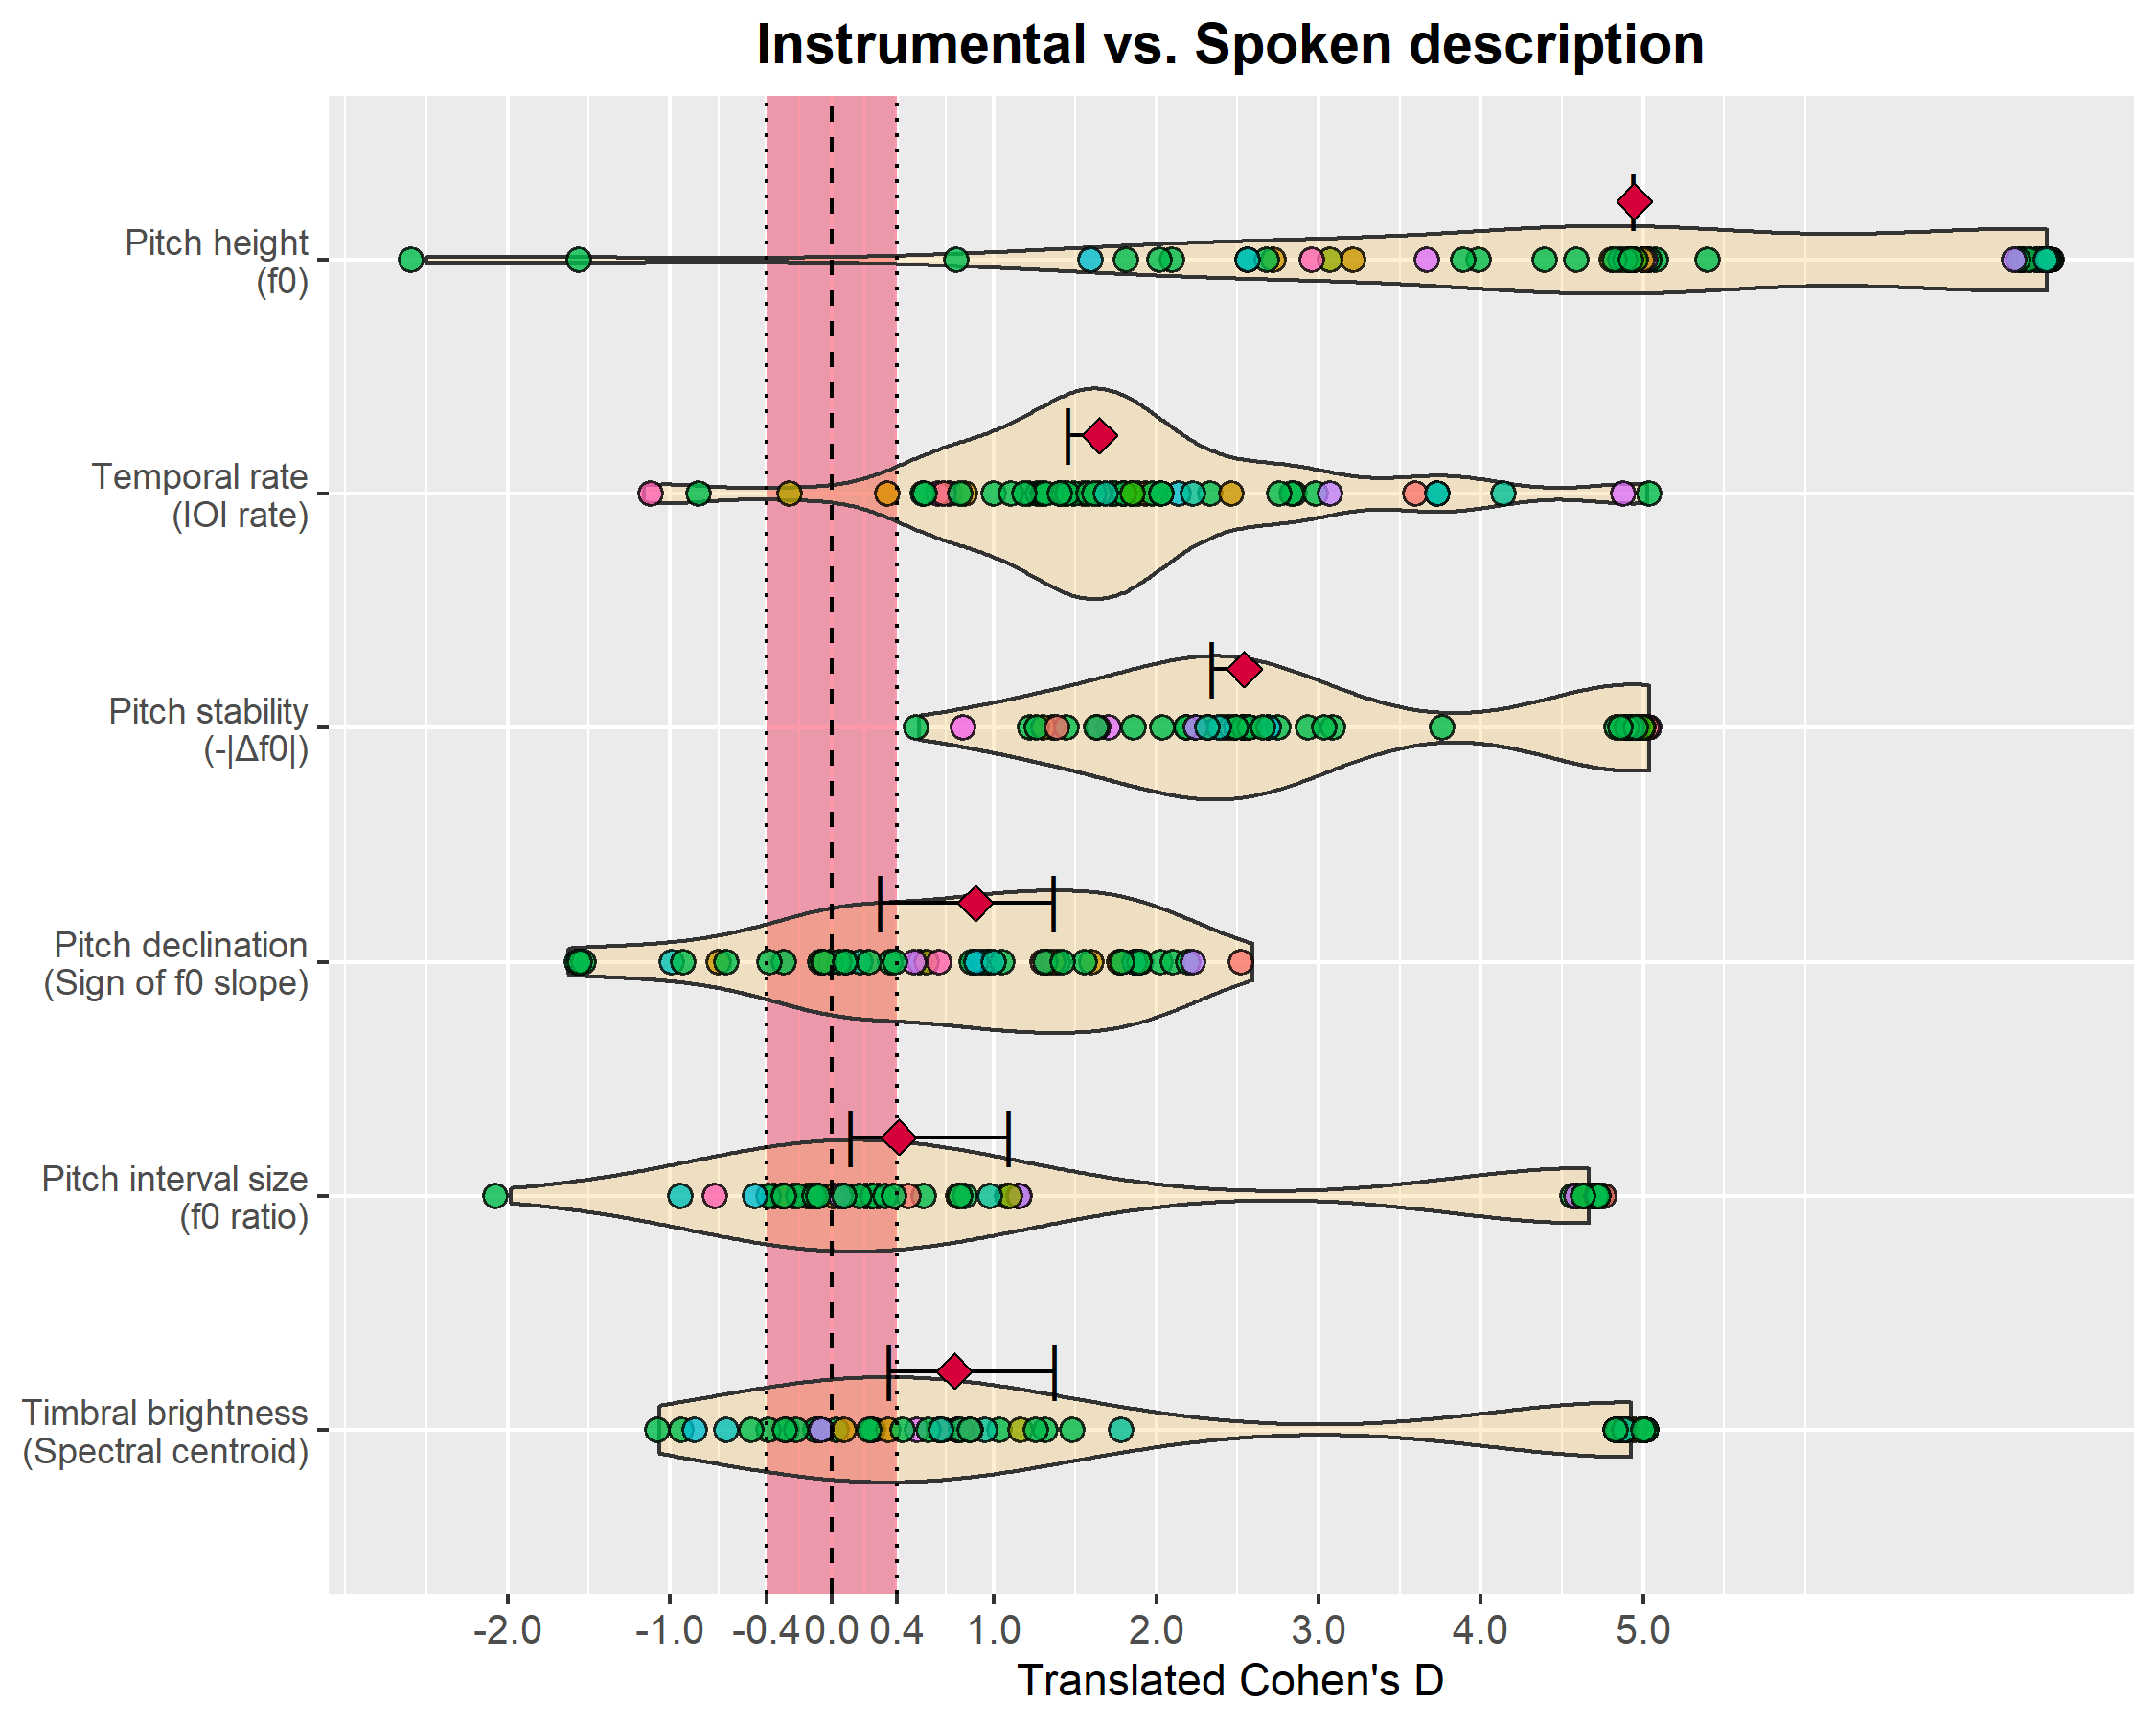 Instrumental vs. Spoken description
Pitch height
(f0)
Temporal rate
(IOI rate)
Pitch stability
(-|Δf0|)
Pitch declination
(Sign of f0 slope)
Pitch interval size
(f0 ratio)
Timbral brightness
(Spectral centroid)
-2.0 -1.0 -0.4 0.0 0.4 1.0 2.0 3.0 4.0 5.0
Translated Cohen's D